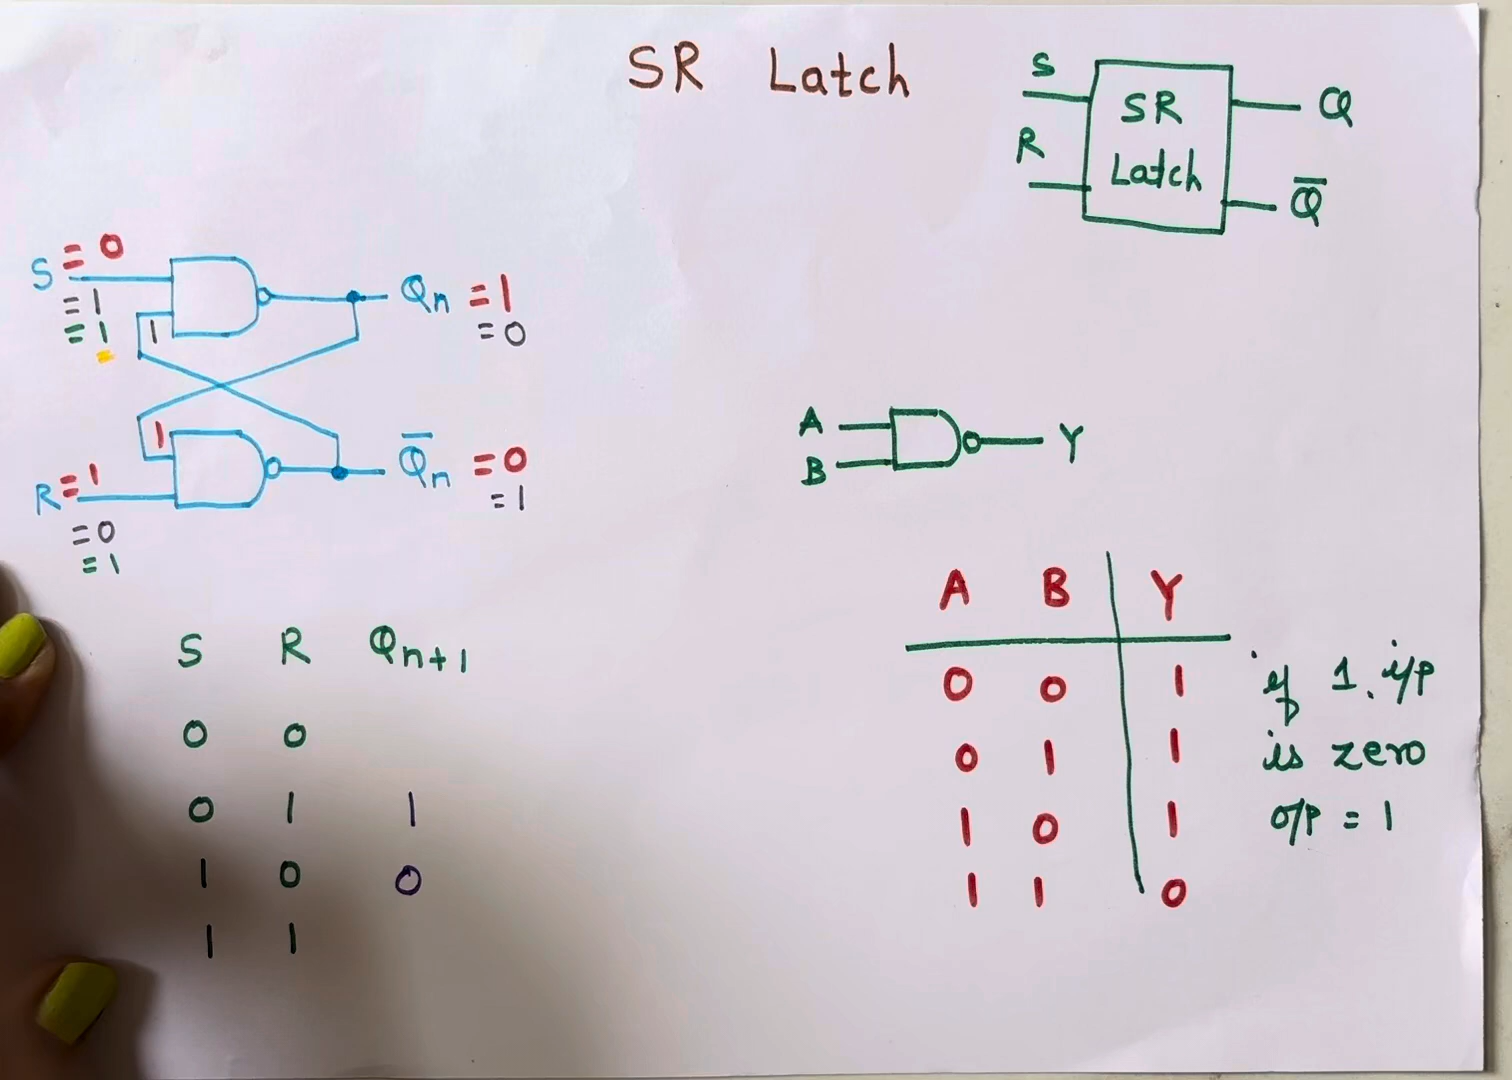 SR Latch
S
R
SR
Latch
Q
Q̅
S = 0
= 1
= 1
1
Qn = 1
= 0
1
R = 1
= 0
= 1
Q̅n = 0
= 1
A
B
Y
S R Qn+1
0 0
0 1 1
1 0 0
1 1
A B Y
0 0 1
0 1 1
1 0 1
1 1 0
if 1 i/p
is zero
o/p = 1